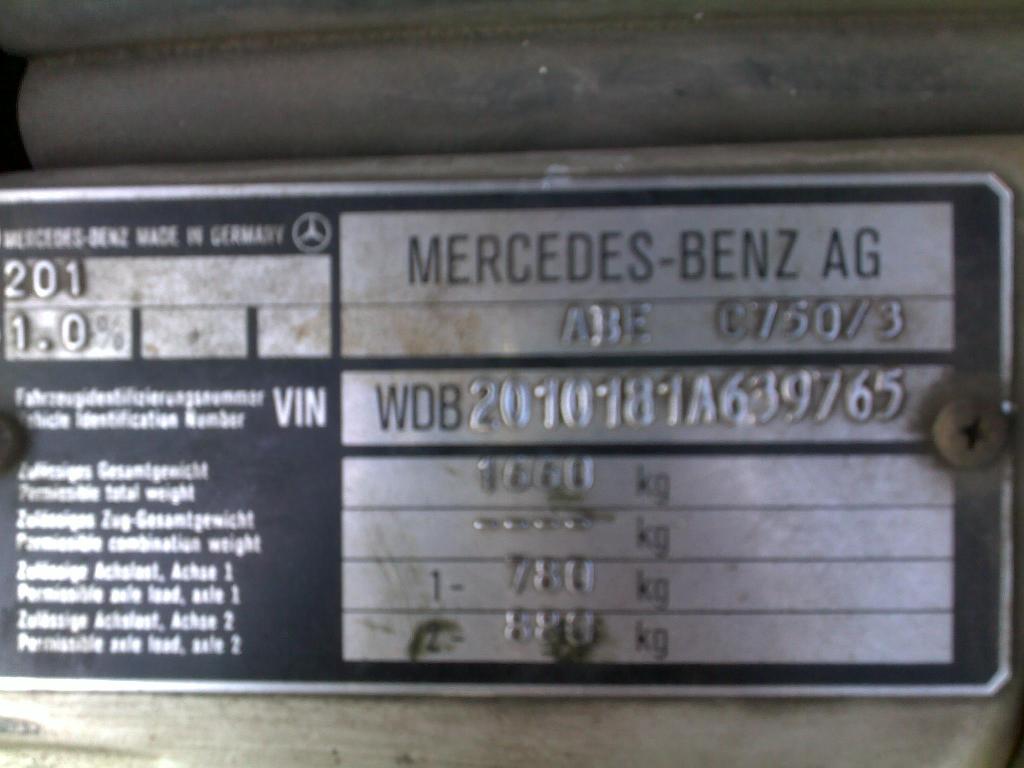 MERCEDES-BENZ MADE IN GERMANY
201
1.0%
MERCEDES-BENZ AG
ABE C750/3
Fahrzeugidentifizierungsnummer
Vehicle Identification Number
VIN
WDB2010181A639765
Zulässiges Gesamtgewicht
Permissible total weight
1660 kg
Zulässiges Zug-Gesamtgewicht
Permissible combination weight
----- kg
Zulässige Achslast, Achse 1
Permissible axle load, axle 1
1- 780 kg
Zulässige Achslast, Achse 2
Permissible axle load, axle 2
2- kg